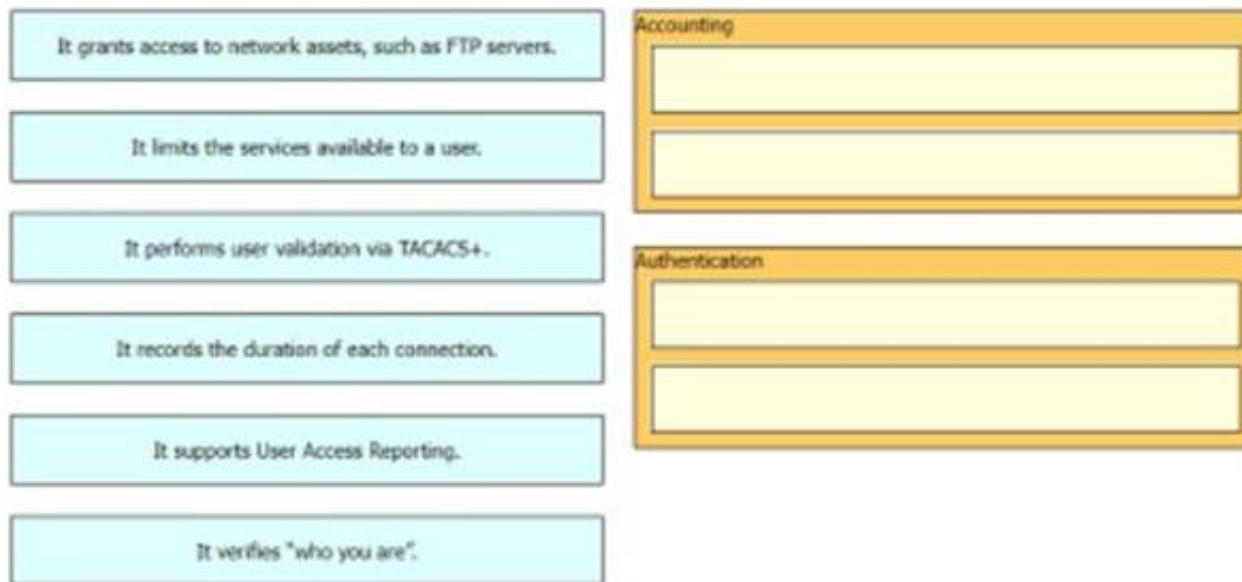 It grants access to network assets, such as FTP servers.
It limits the services available to a user.
It performs user validation via TACACS+.
It records the duration of each connection.
It supports User Access Reporting.
It verifies "who you are".
Accounting
Authentication